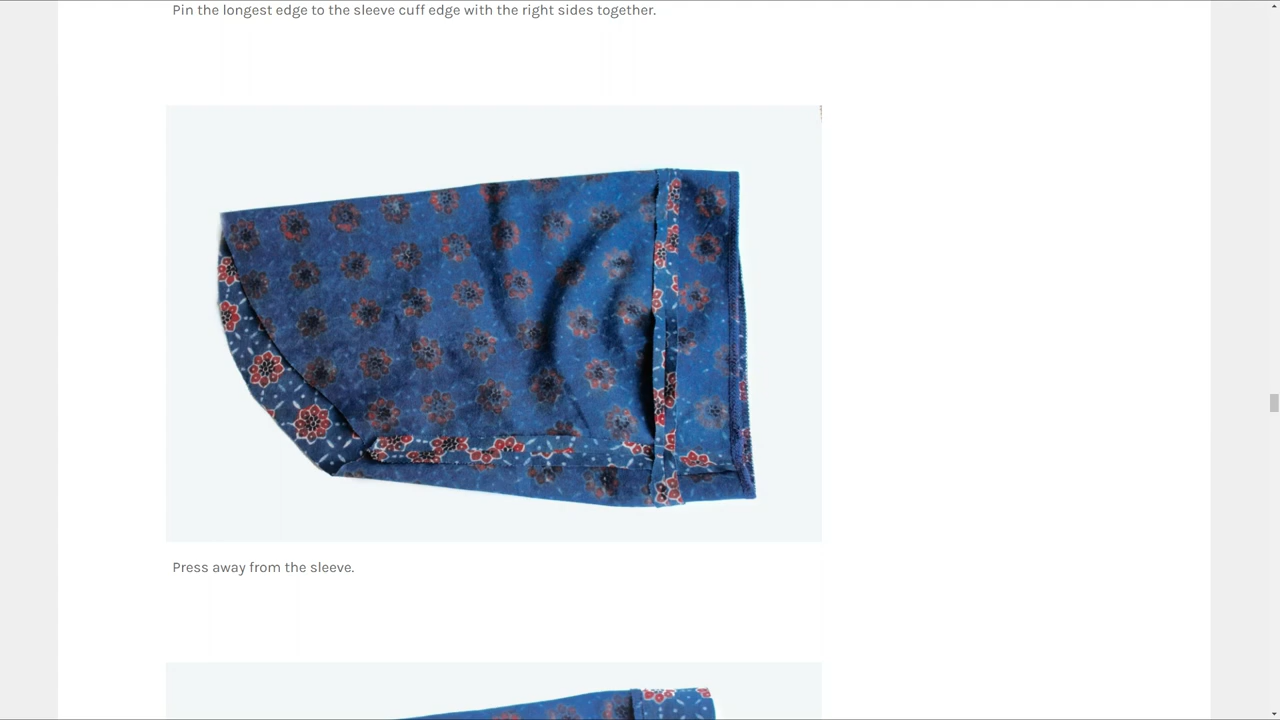 Pin the longest edge to the sleeve cuff edge with the right sides together.
Press away from the sleeve.